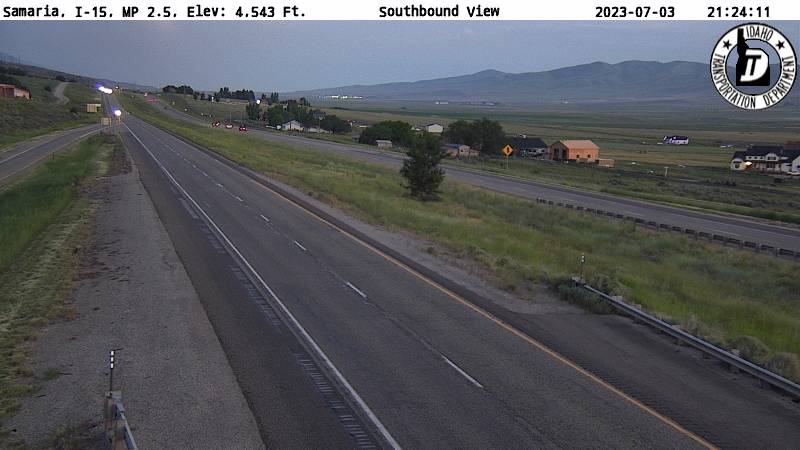 Samaria, I-15, MP 2.5, Elev: 4,543 Ft. Southbound View 2023-07-03 21:24:11
IDAHO
TRANSPORTATION DEPARTMENT